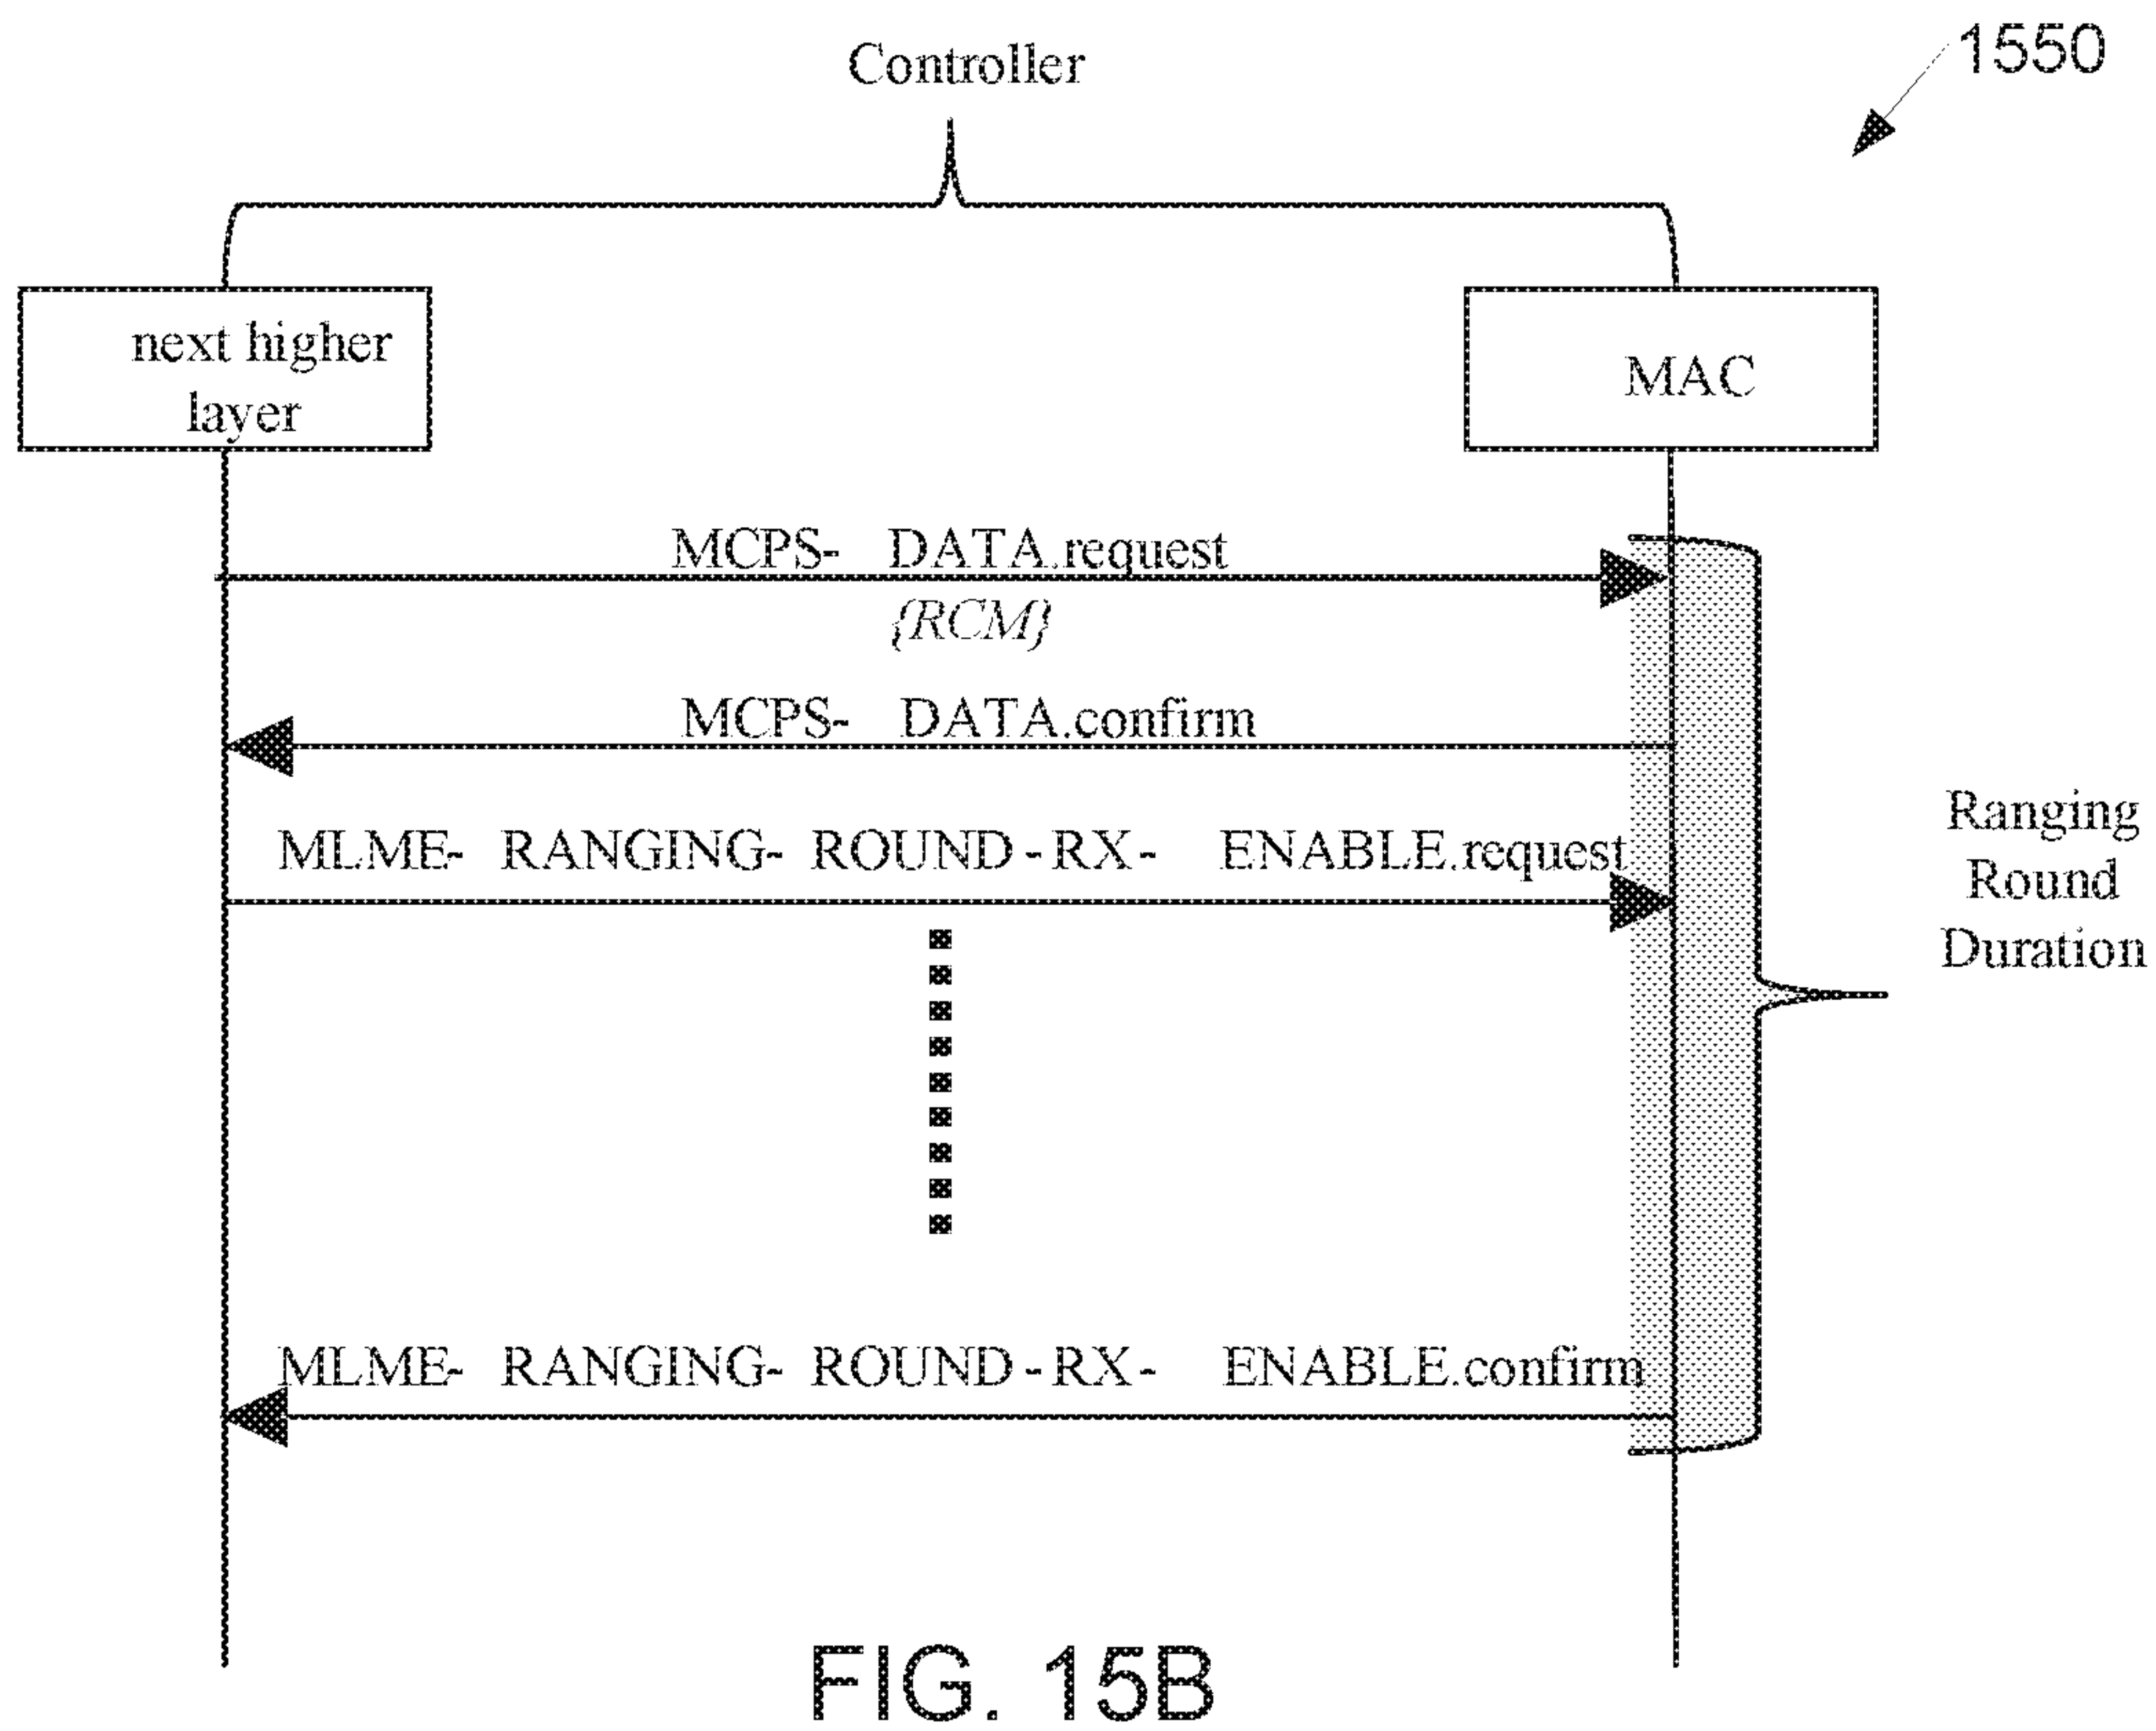 1550
Controller
next higher
layer
MAC
MCPS- DATA.request
{RCM}
MCPS- DATA.confirm
MLME- RANGING- ROUND - RX - ENABLE.request
Ranging
Round
Duration
MLME- RANGING- ROUND - RX - ENABLE.confirm
FIG. 15B